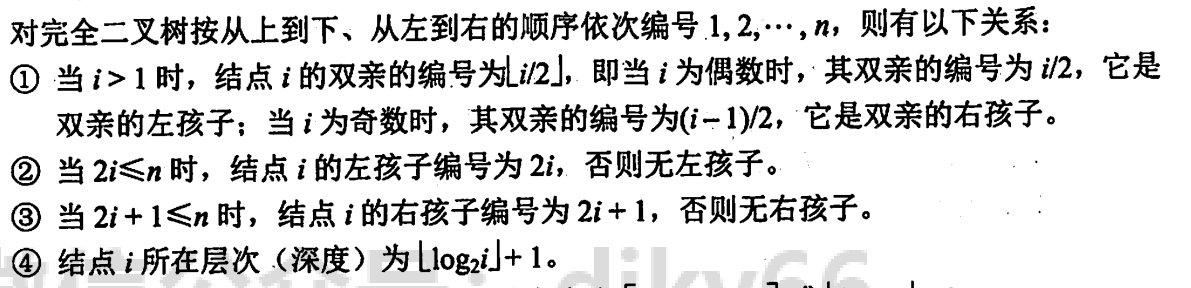 对完全二叉树按从上到下、从左到右的顺序依次编号 1, 2,⋯, n，则有以下关系：
① 当 i > 1 时，结点 i 的双亲的编号为⌊i/2⌋，即当 i 为偶数时，其双亲的编号为 i/2，它是
双亲的左孩子；当 i 为奇数时，其双亲的编号为(i − 1)/2，它是双亲的右孩子。
② 当 2i≤n 时，结点 i 的左孩子编号为 2i，否则无左孩子。
③ 当 2i + 1≤n 时，结点 i 的右孩子编号为 2i + 1，否则无右孩子。
④ 结点 i 所在层次（深度）为⌊log₂i⌋+ 1。